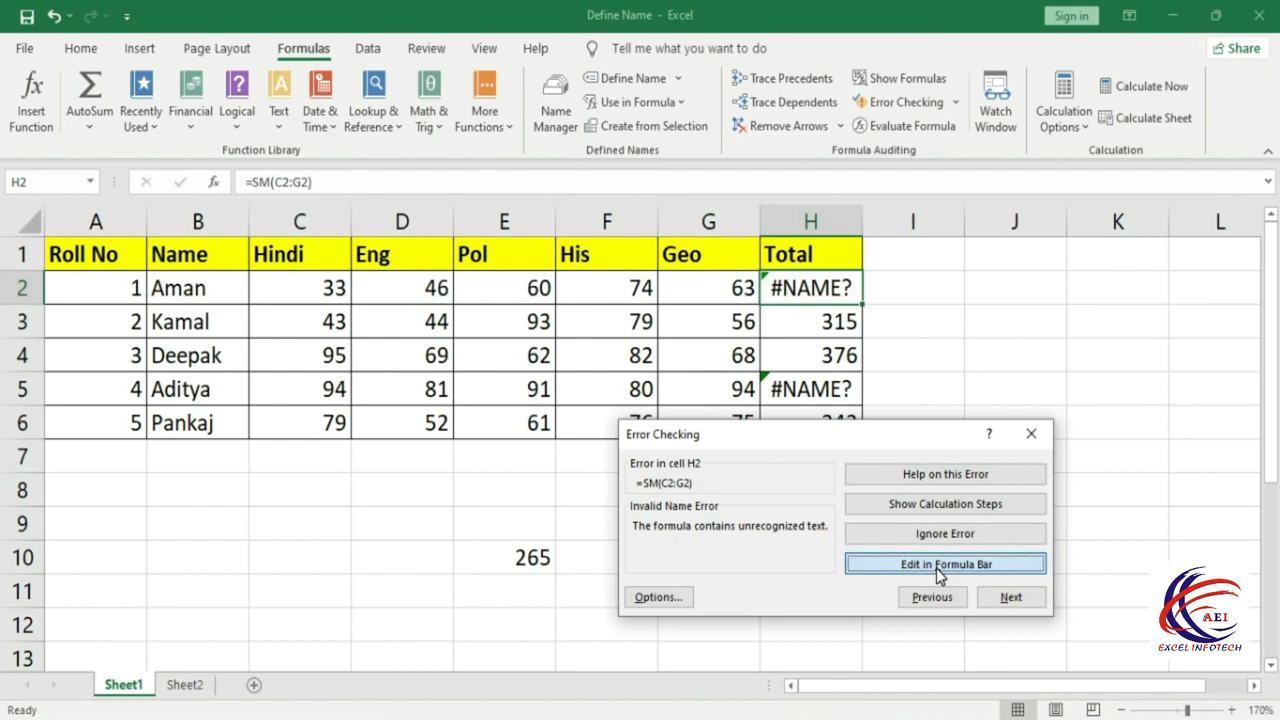 Define Name - Excel
Sign in
File Home Insert Page Layout Formulas Data Review View Help Tell me what you want to do Share
Insert Function
AutoSum
Recently Used
Financial
Logical
Text
Date & Time
Lookup & Reference
Math & Trig
More Functions
Function Library
Name Manager
Define Name
Use in Formula
Create from Selection
Defined Names
Trace Precedents
Trace Dependents
Remove Arrows
Show Formulas
Error Checking
Evaluate Formula
Formula Auditing
Watch Window
Calculation Options
Calculate Now
Calculate Sheet
Calculation
H2 fx =SM(C2:G2)
A B C D E F G H I J K L
1 Roll No Name Hindi Eng Pol His Geo Total
2 1 Aman 33 46 60 74 63 #NAME?
3 2 Kamal 43 44 93 79 56 315
4 3 Deepak 95 69 62 82 68 376
5 4 Aditya 94 81 91 80 94 #NAME?
6 5 Pankaj 79 52 61
7
8
9
10 265
11
12
13
Error Checking ?
Error in cell H2
=SM(C2:G2)
Invalid Name Error
The formula contains unrecognized text.
Help on this Error
Show Calculation Steps
Ignore Error
Edit in Formula Bar
Options... Previous Next
AEI
EXCEL INFOTECH
Sheet1 Sheet2
Ready 170%